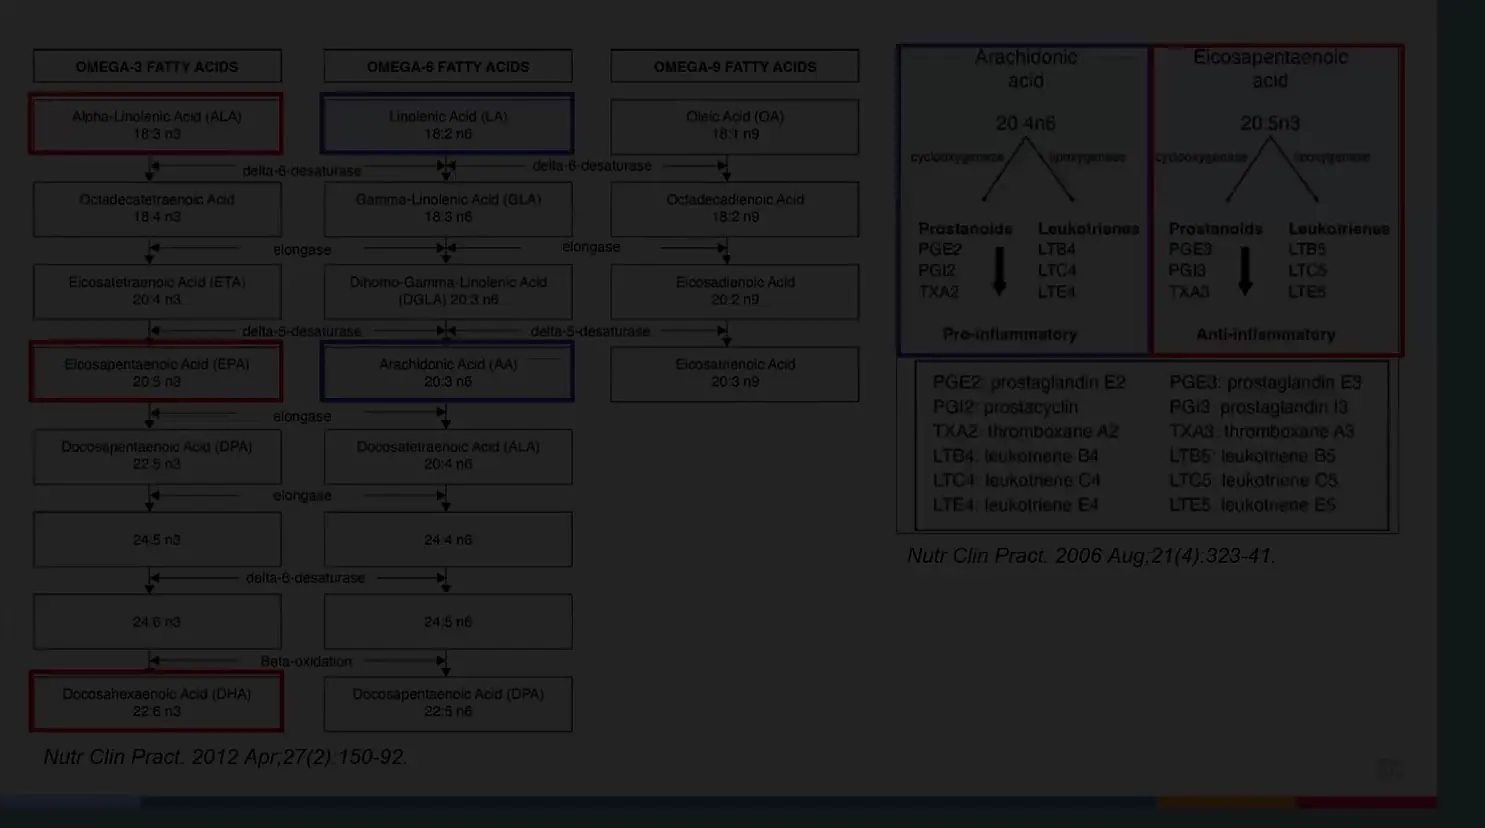 OMEGA-3 FATTY ACIDS
OMEGA-6 FATTY ACIDS
OMEGA-9 FATTY ACIDS
Alpha-Linolenic Acid (ALA)
18:3 n3
Linolenic Acid (LA)
18:2 n6
Oleic Acid (OA)
18:1 n9
delta-6-desaturase
delta-6-desaturase
Octadecatetraenoic Acid
18:4 n3
Gamma-Linolenic Acid (GLA)
18:3 n6
Octadecadienoic Acid
18:2 n9
elongase
elongase
Eicosatetraenoic Acid (ETA)
20:4 n3
Dihomo-Gamma-Linolenic Acid
(DGLA) 20:3 n6
Eicosadienoic Acid
20:2 n9
delta-5-desaturase
delta-5-desaturase
Eicosapentaenoic Acid (EPA)
20:5 n3
Arachidonic Acid (AA)
20:3 n6
Eicosatrienoic Acid
20:3 n9
elongase
Docosapentaenoic Acid (DPA)
22:5 n3
Docosatetraenoic Acid (ALA)
20:4 n6
elongase
24:5 n3
24:4 n6
delta-6-desaturase
24:6 n3
24:5 n6
Beta-oxidation
Docosahexaenoic Acid (DHA)
22:6 n3
Docosapentaenoic Acid (DPA)
22:5 n6
Nutr Clin Pract. 2012 Apr;27(2):150-92.
Arachidonic
acid
20:4n6
cyclooxygenase
lipoxygenase
Prostanoids
Leukotrienes
PGE2
LTB4
PGI2
LTC4
TXA2
LTE4
Pro-inflammatory
Eicosapentaenoic
acid
20:5n3
cyclooxygenase
lipoxygenase
Prostanoids
Leukotrienes
PGE3
LTB5
PGI3
LTC5
TXA3
LTE5
Anti-inflammatory
PGE2: prostaglandin E2
PGE3: prostaglandin E3
PGI2: prostacyclin
PGI3: prostaglandin I3
TXA2: thromboxane A2
TXA3: thromboxane A3
LTB4: leukotriene B4
LTB5: leukotriene B5
LTC4: leukotriene C4
LTC5: leukotriene C5
LTE4: leukotriene E4
LTE5: leukotriene E5
Nutr Clin Pract. 2006 Aug;21(4):323-41.